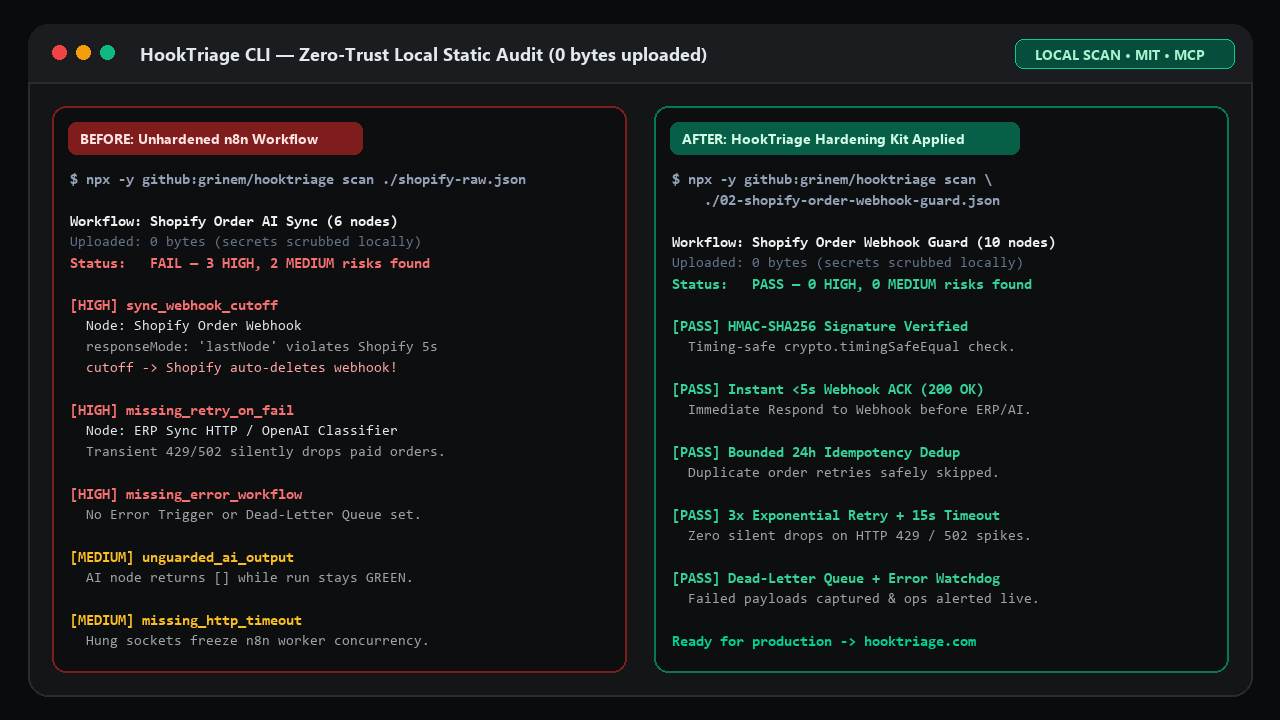 HookTriage CLI — Zero-Trust Local Static Audit (0 bytes uploaded)
LOCAL SCAN • MIT • MCP
BEFORE: Unhardened n8n Workflow
$ npx -y github:grinem/hooktriage scan ./shopify-raw.json
Workflow: Shopify Order AI Sync (6 nodes)
Uploaded: 0 bytes (secrets scrubbed locally)
Status:   FAIL — 3 HIGH, 2 MEDIUM risks found
[HIGH] sync_webhook_cutoff
Node: Shopify Order Webhook
responseMode: 'lastNode' violates Shopify 5s
cutoff -> Shopify auto-deletes webhook!
[HIGH] missing_retry_on_fail
Node: ERP Sync HTTP / OpenAI Classifier
Transient 429/502 silently drops paid orders.
[HIGH] missing_error_workflow
No Error Trigger or Dead-Letter Queue set.
[MEDIUM] unguarded_ai_output
AI node returns [] while run stays GREEN.
[MEDIUM] missing_http_timeout
Hung sockets freeze n8n worker concurrency.
AFTER: HookTriage Hardening Kit Applied
$ npx -y github:grinem/hooktriage scan \
./02-shopify-order-webhook-guard.json
Workflow: Shopify Order Webhook Guard (10 nodes)
Uploaded: 0 bytes (secrets scrubbed locally)
Status:   PASS — 0 HIGH, 0 MEDIUM risks found
[PASS] HMAC-SHA256 Signature Verified
Timing-safe crypto.timingSafeEqual check.
[PASS] Instant <5s Webhook ACK (200 OK)
Immediate Respond to Webhook before ERP/AI.
[PASS] Bounded 24h Idempotency Dedup
Duplicate order retries safely skipped.
[PASS] 3x Exponential Retry + 15s Timeout
Zero silent drops on HTTP 429 / 502 spikes.
[PASS] Dead-Letter Queue + Error Watchdog
Failed payloads captured & ops alerted live.
Ready for production -> hooktriage.com